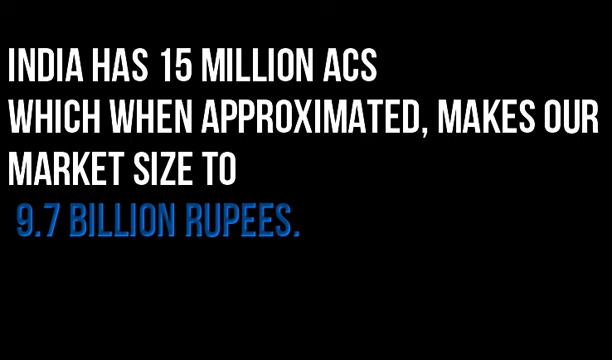 INDIA HAS 15 MILLION ACS
WHICH WHEN APPROXIMATED, MAKES OUR
MARKET SIZE TO
9.7 BILLION RUPEES.